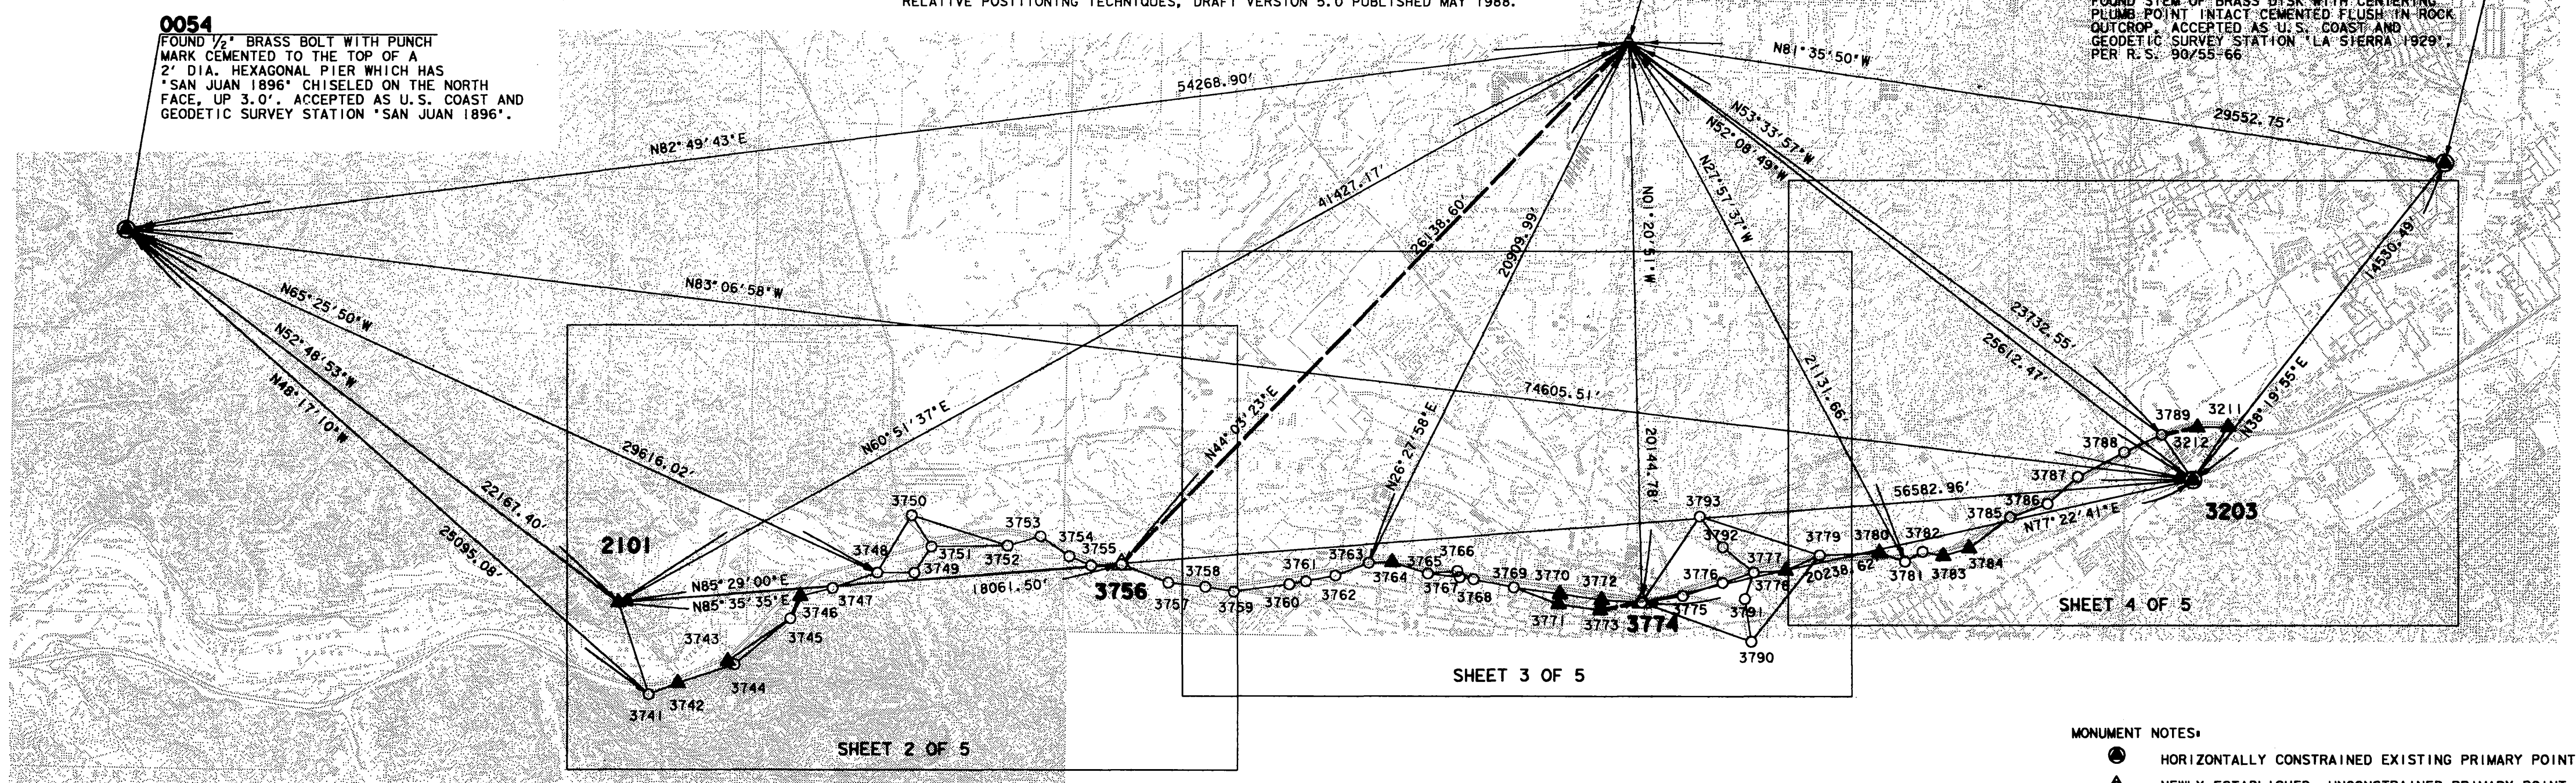 RELATIVE POSITIONING TECHNIQUES, DRAFT VERSION 5.0 PUBLISHED MAY 1988.
0054
FOUND 1/2" BRASS BOLT WITH PUNCH
MARK CEMENTED TO THE TOP OF A
2' DIA. HEXAGONAL PIER WHICH HAS
"SAN JUAN 1896" CHISELED ON THE NORTH
FACE, UP 3.0'. ACCEPTED AS U.S. COAST AND
GEODETIC SURVEY STATION "SAN JUAN 1896".
FOUND STEM OF BRASS DISK WITH CENTERING
PLUMB POINT INTACT CEMENTED FLUSH IN ROCK
OUTCROP, ACCEPTED AS U.S. COAST AND
GEODETIC SURVEY STATION "LA SIERRA 1929",
PER R.S. 90/55-66
N81°35'50"W
29552.75'
54268.90'
N82°49'43"E
N53°33'57"W
N52°08'49"W
N27°57'37"W
N01°20'51"W
41427.17'
26138.60'
20909.99'
14530.49'
N83°06'58"W
N65°25'50"W
N52°48'53"W
N48°17'10"W
23732.55'
25612.47'
21131.66'
74605.51'
N38°19'55"E
N44°03'23"E
N60°51'37"E
N26°27'58"E
20144.78'
29616.02'
22167.40'
25095.08'
56582.96'
N77°22'41"E
20238.62'
N85°29'00"E
N85°35'35"E
18061.50'
2101
3741
3742
3743
3744
3745
3746
3747
3748
3749
3750
3751
3752
3753
3754
3755
3756
3757
3758
3759
3760
3761
3762
3763
3764
3765
3766
3767
3768
3769
3770
3771
3772
3773
3774
3775
3776
3777
3778
3779
3780
3781
3782
3783
3784
3785
3786
3787
3788
3789
3211
3212
3203
3790
3791
3792
3793
SHEET 2 OF 5
SHEET 3 OF 5
SHEET 4 OF 5
MONUMENT NOTES:
HORIZONTALLY CONSTRAINED EXISTING PRIMARY POINT
NEWLY ESTABLISHED, UNCONSTRAINED PRIMARY POINT